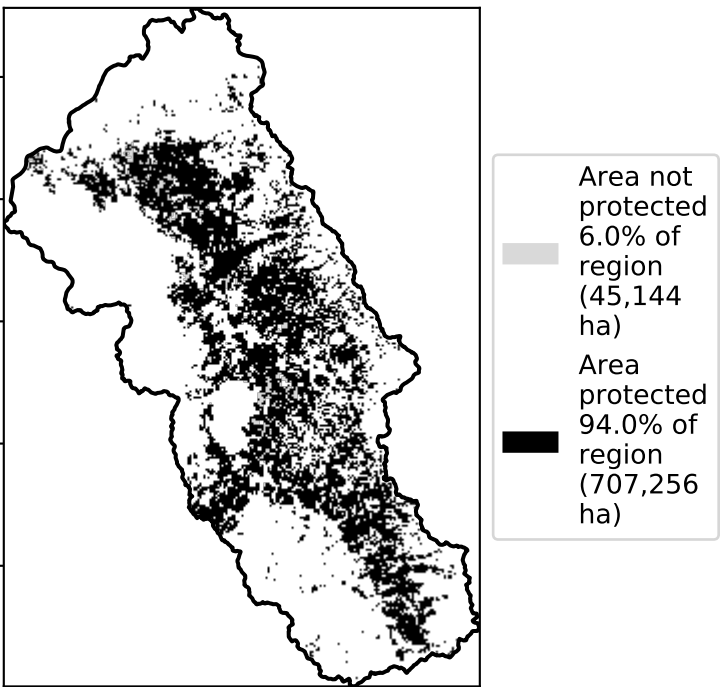 Area not
protected
6.0% of
region
(45,144
ha)
Area
protected
94.0% of
region
(707,256
ha)